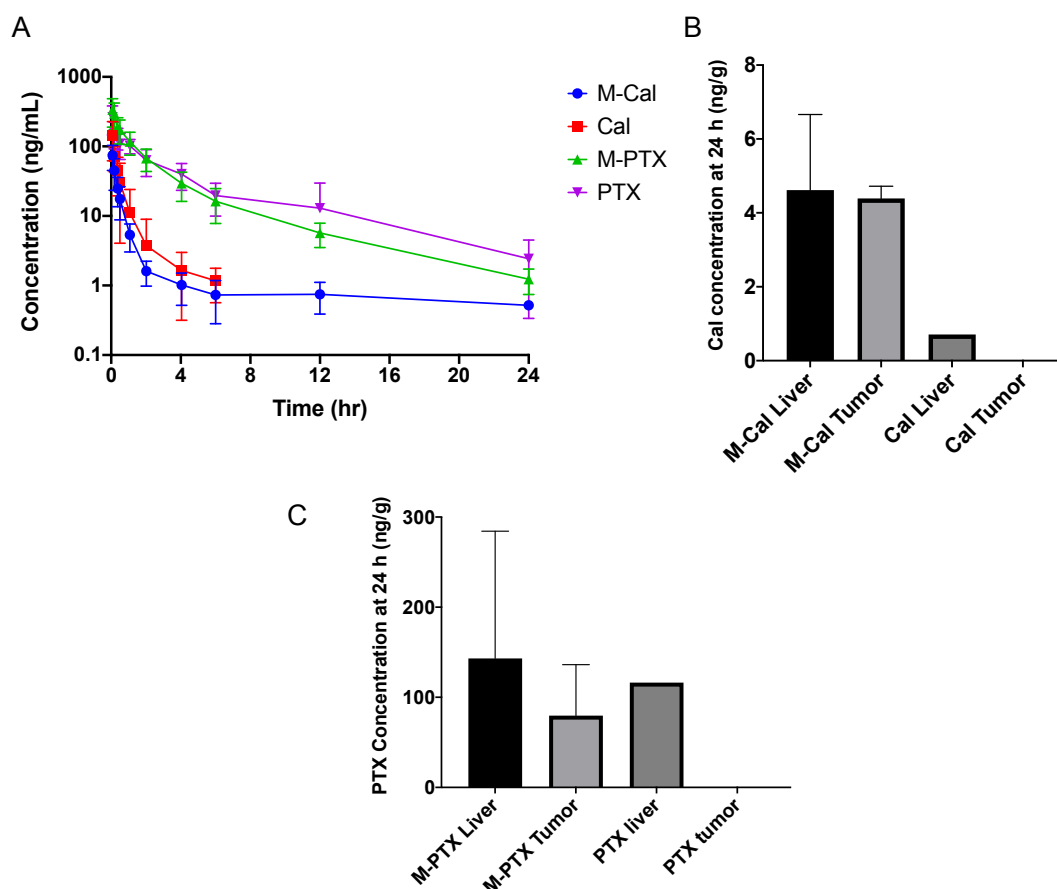 A
Concentration (ng/mL)
1000
100
10
1
0.1
0
4
8
12
16
20
24
Time (hr)
M-Cal
Cal
M-PTX
PTX
B
Cal concentration at 24 h (ng/g)
8
6
4
2
0
M-Cal Liver
M-Cal Tumor
Cal Liver
Cal Tumor
C
PTX Concentration at 24 h (ng/g)
300
200
100
0
M-PTX Liver
M-PTX Tumor
PTX liver
PTX tumor